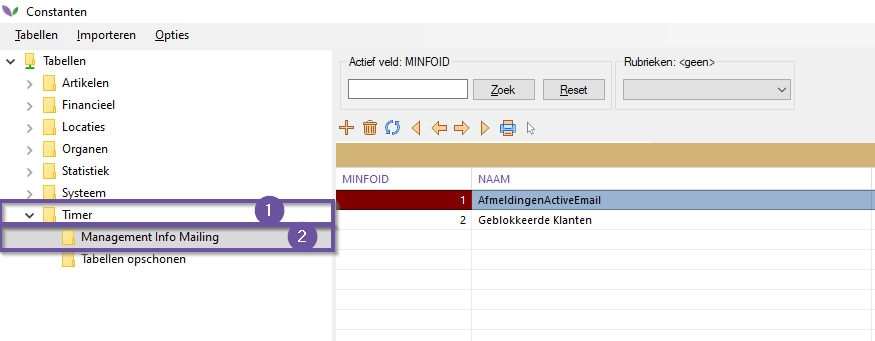 Constanten
Tabellen Importeren Opties
Tabellen
Artikelen
Financieel
Locaties
Organen
Statistiek
Systeem
Timer 1
Management Info Mailing 2
Tabellen opschonen
Actief veld: MINFOID
Zoek Reset
Rubrieken: <geen>
MINFOID NAAM
1 AfmeldingenActiveEmail
2 Geblokkeerde Klanten